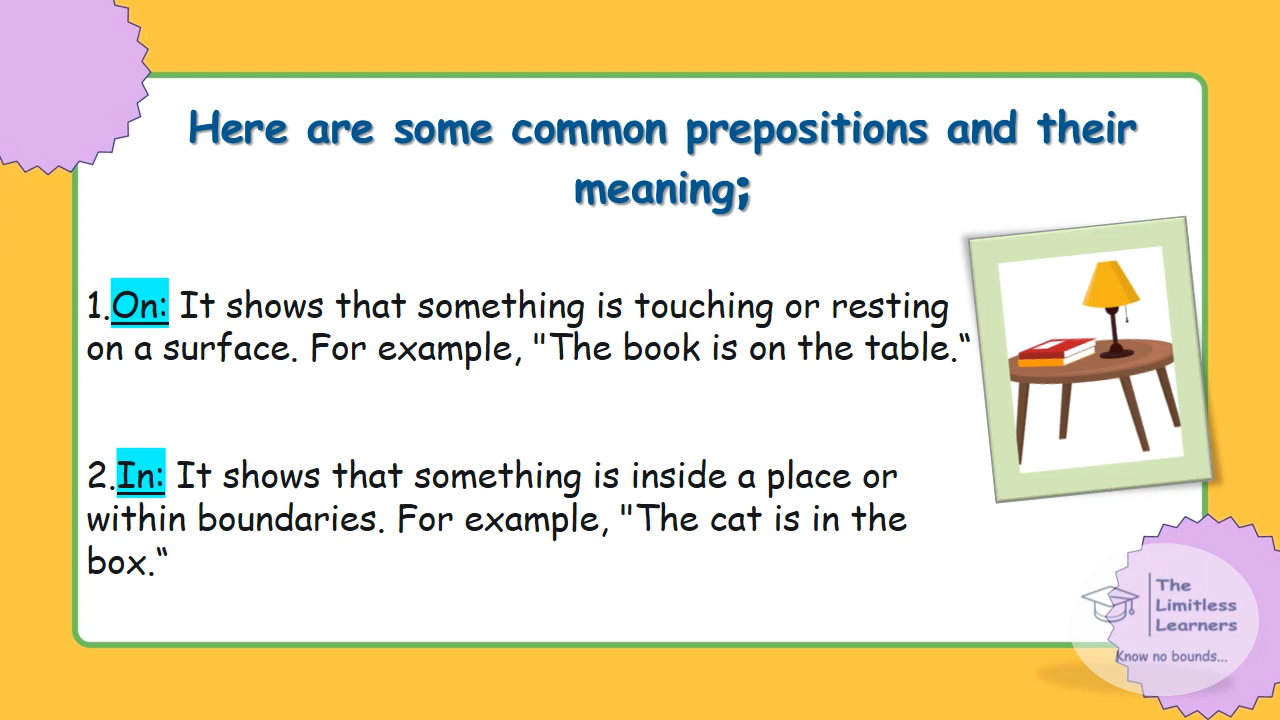 Here are some common prepositions and their
meaning;
1.On: It shows that something is touching or resting
on a surface. For example, "The book is on the table.“
2.In: It shows that something is inside a place or
within boundaries. For example, "The cat is in the
box.“
The
Limitless
Learners
Know no bounds...